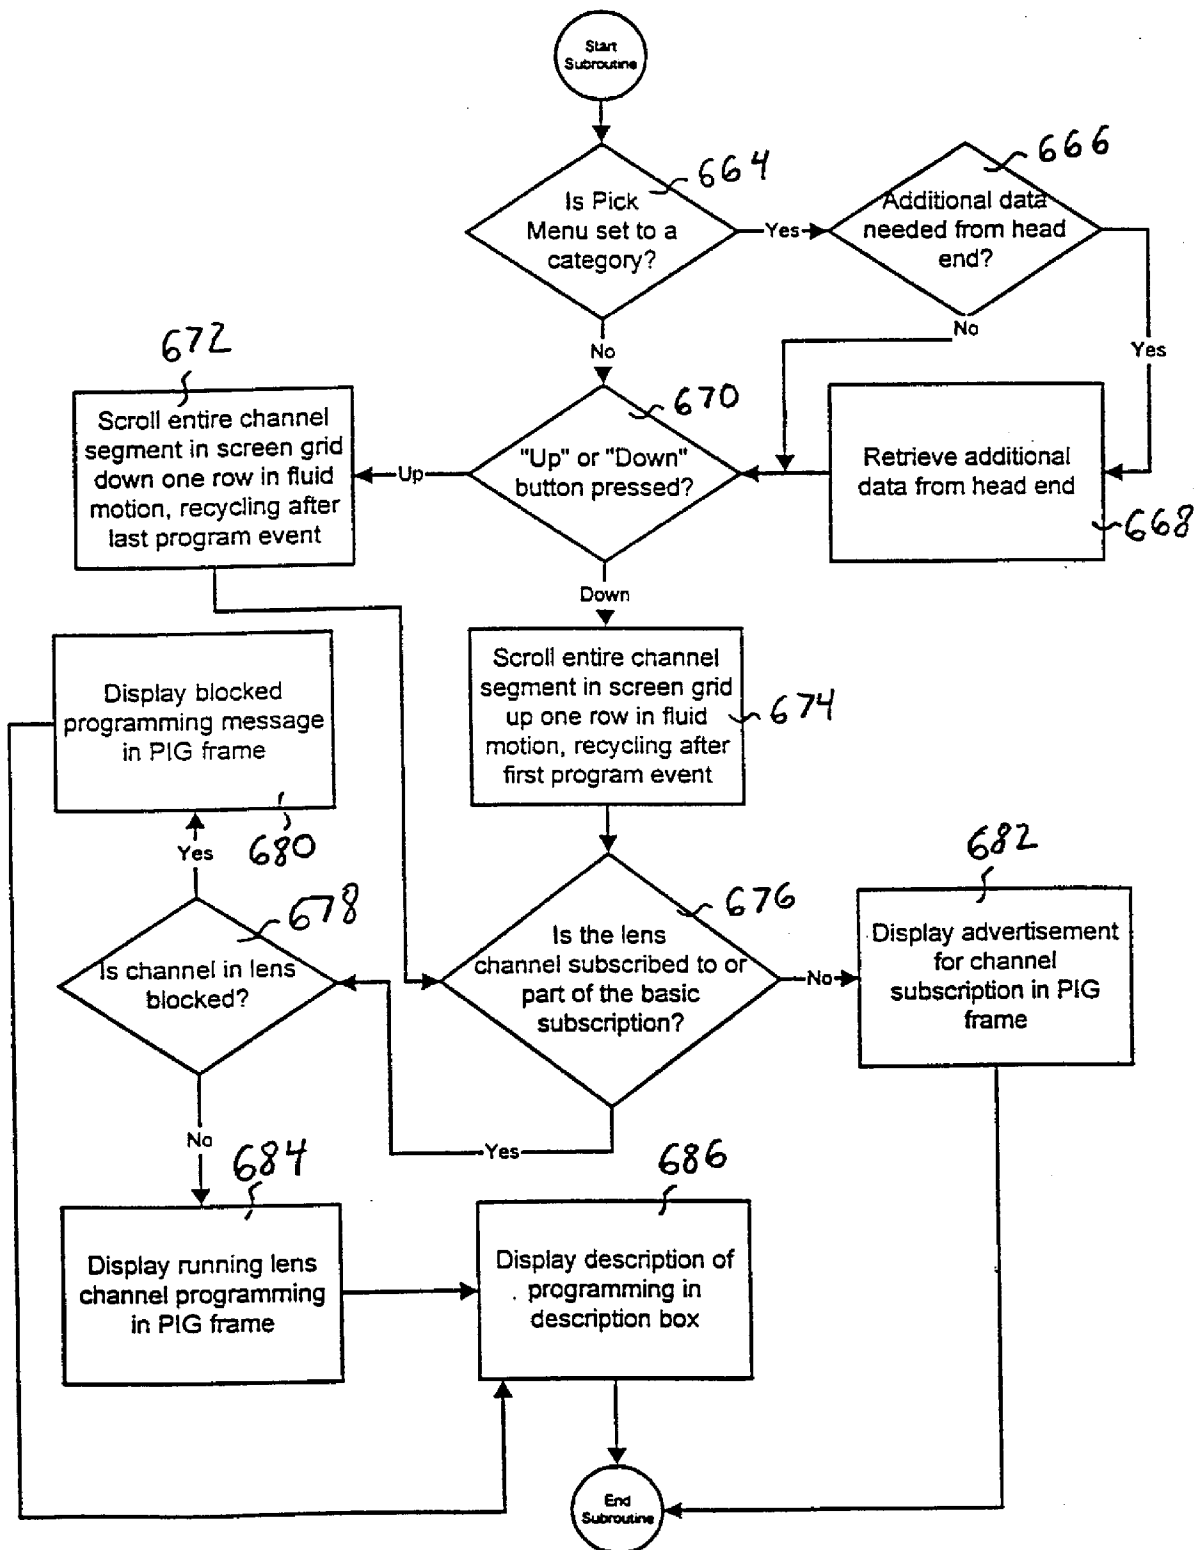 Start
Subroutine
664
Is Pick
Menu set to a
category?
Yes
666
Additional data
needed from head
end?
No
Yes
No
672
Scroll entire channel
segment in screen grid
down one row in fluid
motion, recycling after
last program event
Up
670
"Up" or "Down"
button pressed?
Retrieve additional
data from head end
668
Down
Display blocked
programming message
in PIG frame
680
Scroll entire channel
segment in screen grid
up one row in fluid
motion, recycling after
first program event
674
Yes
678
Is channel in lens
blocked?
676
Is the lens
channel subscribed to or
part of the basic
subscription?
No
682
Display advertisement
for channel
subscription in PIG
frame
No
Yes
684
Display running lens
channel programming
in PIG frame
686
Display description of
programming in
description box
End
Subroutine